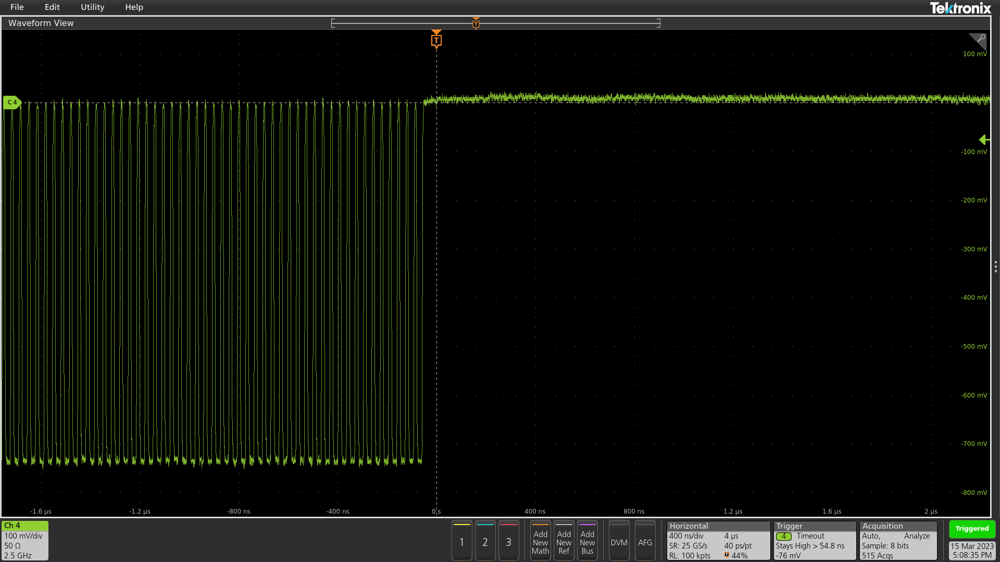 File Edit Utility Help
Tektronix
Waveform View
T
T
C 4
100 mV
0 V
-100 mV
-200 mV
-300 mV
-400 mV
-500 mV
-600 mV
-700 mV
-800 mV
-1.6 µs -1.2 µs -800 ns -400 ns 0 s 400 ns 800 ns 1.2 µs 1.6 µs 2 µs
Ch 4
100 mV/div
50 Ω
2.5 GHz
1 2 3
Add
New
Math
Add
New
Ref
Add
New
Bus
DVM
AFG
Horizontal
400 ns/div 4 µs
SR: 25 GS/s 40 ps/pt
RL: 100 kpts T 44%
Trigger
4 Timeout
Stays High > 54.8 ns
-76 mV
Acquisition
Auto, Analyze
Sample: 8 bits
515 Acqs
Triggered
15 Mar 2023
5:08:35 PM